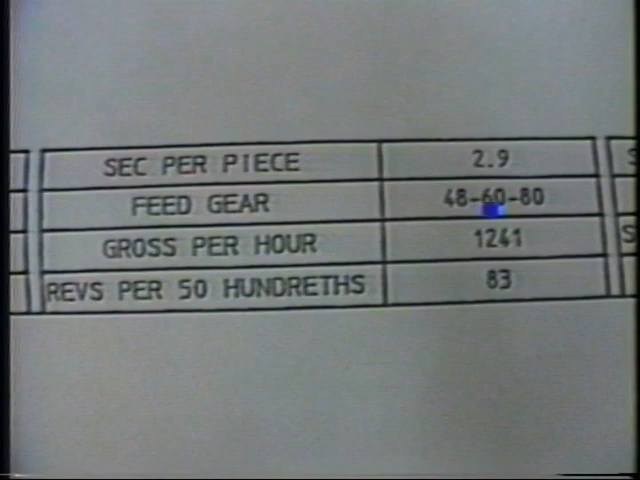 SEC PER PIECE 2.9
FEED GEAR 48-60-80
GROSS PER HOUR 1241
REVS PER 50 HUNDRETHS 83